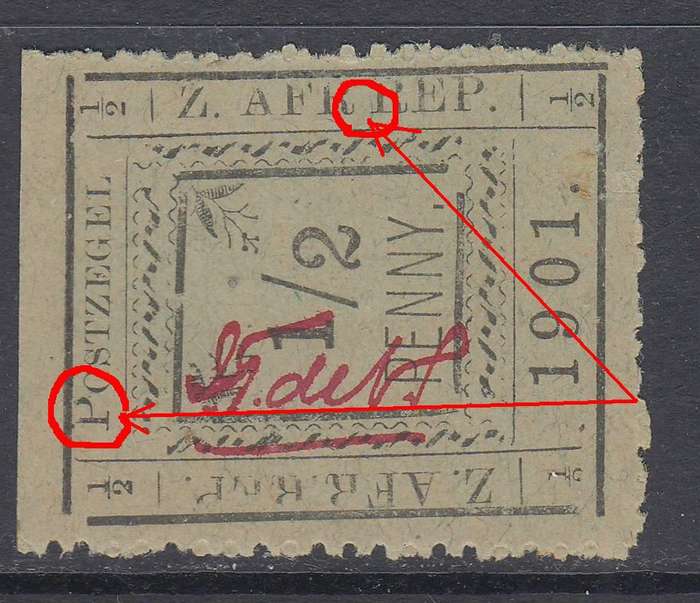 1/2 Z. AFR REP. 1/2
POSTZEGEL
1/2
PENNY.
1901.
1/2 Z. AFR. REP. 1/2